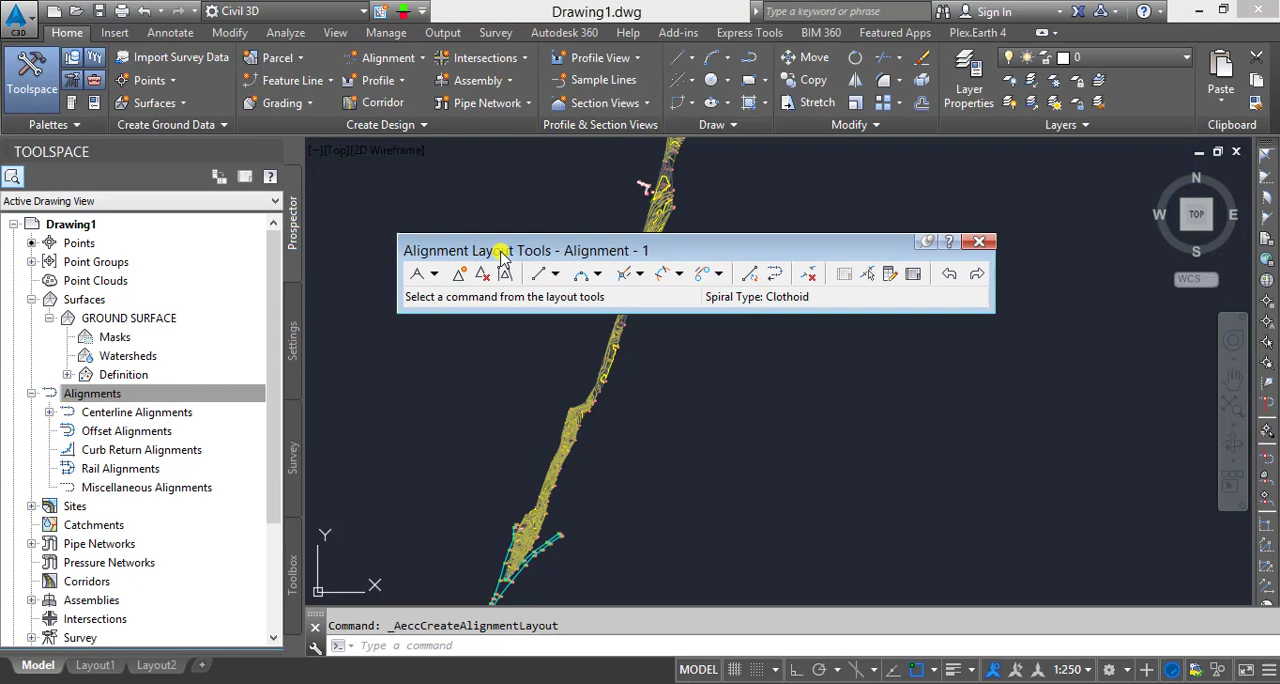 C3D
Civil 3D
Drawing1.dwg
Type a keyword or phrase
Sign In
Home Insert Annotate Modify Analyze View Manage Output Survey Autodesk 360 Help Add-ins Express Tools BIM 360 Featured Apps Plex.Earth 4
Toolspace
Import Survey Data
Points
Surfaces
Parcel
Feature Line
Grading
Alignment
Profile
Corridor
Intersections
Assembly
Pipe Network
Profile View
Sample Lines
Section Views
Move
Copy
Stretch
Layer
Properties
0
Paste
Palettes
Create Ground Data
Create Design
Profile & Section Views
Draw
Modify
Layers
Clipboard
TOOLSPACE
Active Drawing View
Drawing1
Points
Point Groups
Point Clouds
Surfaces
GROUND SURFACE
Masks
Watersheds
Definition
Alignments
Centerline Alignments
Offset Alignments
Curb Return Alignments
Rail Alignments
Miscellaneous Alignments
Sites
Catchments
Pipe Networks
Pressure Networks
Corridors
Assemblies
Intersections
Survey
Prospector
Settings
Survey
Toolbox
[−][Top][2D Wireframe]
N
W TOP E
S
WCS
Alignment Layout Tools - Alignment - 1
Select a command from the layout tools
Spiral Type: Clothoid
Y
X
Command: _AeccCreateAlignmentLayout
Type a command
Model Layout1 Layout2 +
MODEL
1:250